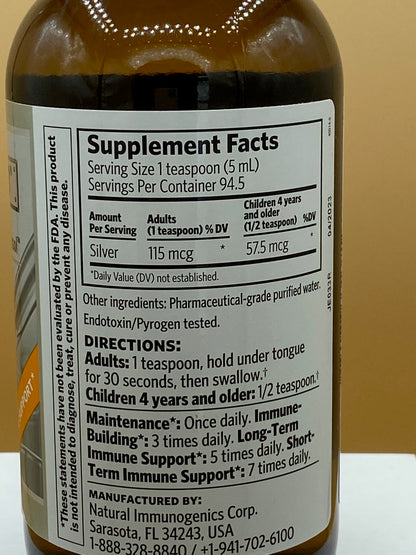 *These statements have not been evaluated by the FDA. This product
is not intended to diagnose, treat, cure or prevent any disease.
SUPPORT*
Supplement Facts
Serving Size 1 teaspoon (5 mL)
Servings Per Container 94.5
Amount Per Serving Adults (1 teaspoon) % DV Children 4 years and older (1/2 teaspoon) %DV
Silver 115 mcg * 57.5 mcg *
*Daily Value (DV) not established.
Other ingredients: Pharmaceutical-grade purified water.
Endotoxin/Pyrogen tested.
DIRECTIONS:
Adults: 1 teaspoon, hold under tongue
for 30 seconds, then swallow.†
Children 4 years and older: 1/2 teaspoon.†
Maintenance*: Once daily. Immune-
Building*: 3 times daily. Long-Term
Immune Support*: 5 times daily. Short-
Term Immune Support*: 7 times daily.
MANUFACTURED BY:
Natural Immunogenics Corp.
Sarasota, FL 34243, USA
1-888-328-8840 / +1-941-702-6100
JE033R 04/2023